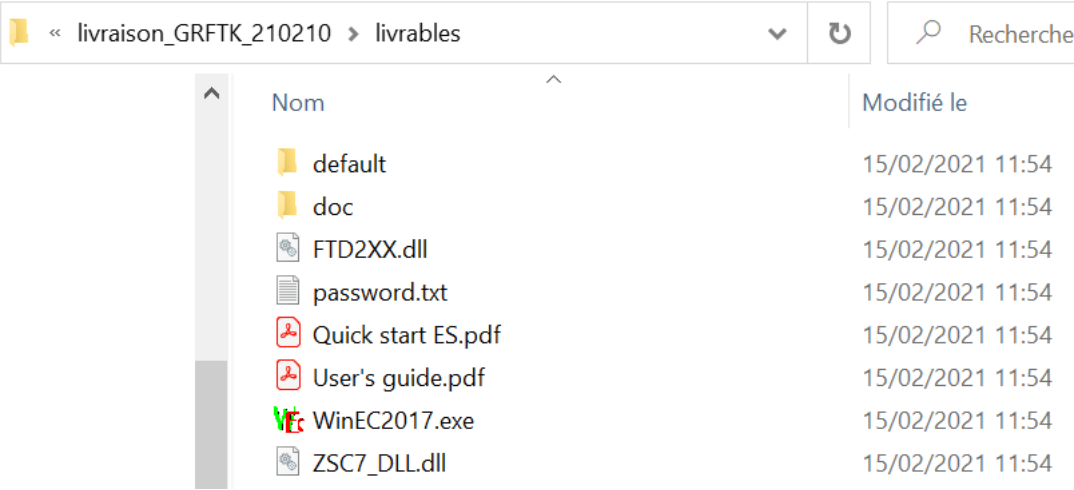 « livraison_GRFTK_210210 > livrables Recherche
Nom Modifié le
default 15/02/2021 11:54
doc 15/02/2021 11:54
FTD2XX.dll 15/02/2021 11:54
password.txt 15/02/2021 11:54
Quick start ES.pdf 15/02/2021 11:54
User's guide.pdf 15/02/2021 11:54
WinEC2017.exe 15/02/2021 11:54
ZSC7_DLL.dll 15/02/2021 11:54